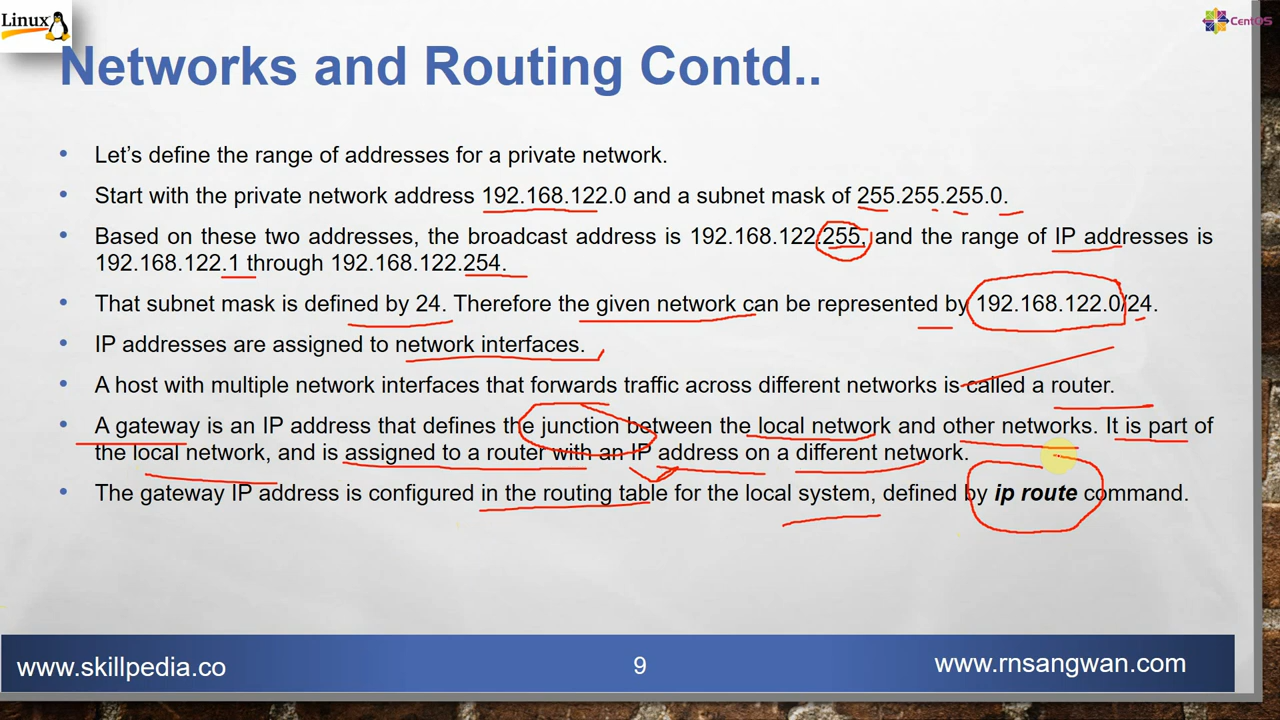 Linux
CentOS
Networks and Routing Contd..
• Let’s define the range of addresses for a private network.
• Start with the private network address 192.168.122.0 and a subnet mask of 255.255.255.0.
• Based on these two addresses, the broadcast address is 192.168.122.255, and the range of IP addresses is
192.168.122.1 through 192.168.122.254.
• That subnet mask is defined by 24. Therefore the given network can be represented by 192.168.122.0/24.
• IP addresses are assigned to network interfaces.
• A host with multiple network interfaces that forwards traffic across different networks is called a router.
• A gateway is an IP address that defines the junction between the local network and other networks. It is part of
the local network, and is assigned to a router with an IP address on a different network.
• The gateway IP address is configured in the routing table for the local system, defined by ip route command.
www.skillpedia.co
9
www.rnsangwan.com